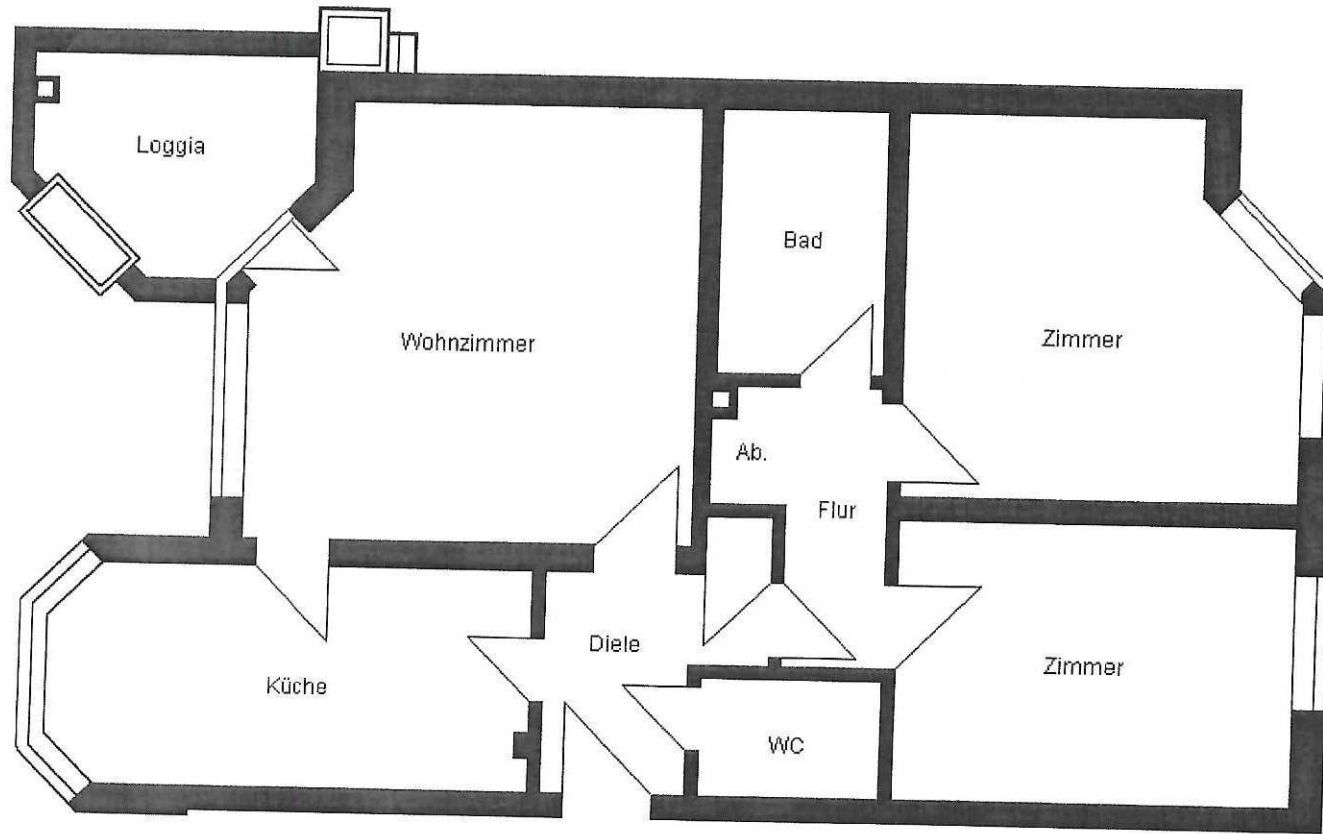 Loggia
Bad
Wohnzimmer
Zimmer
Ab.
Flur
Diele
Küche
Zimmer
WC